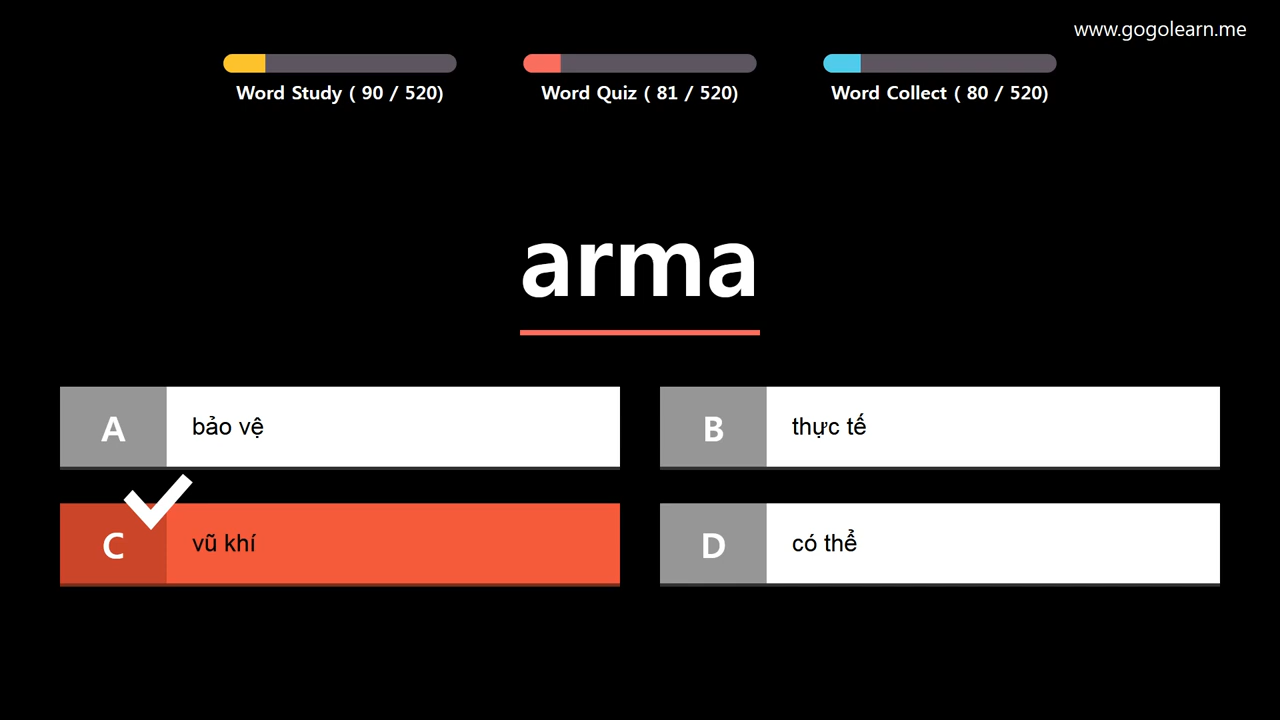 www.gogolearn.me
Word Study ( 90 / 520)
Word Quiz ( 81 / 520)
Word Collect ( 80 / 520)
arma
A bảo vệ
B thực tế
C vũ khí
D có thể